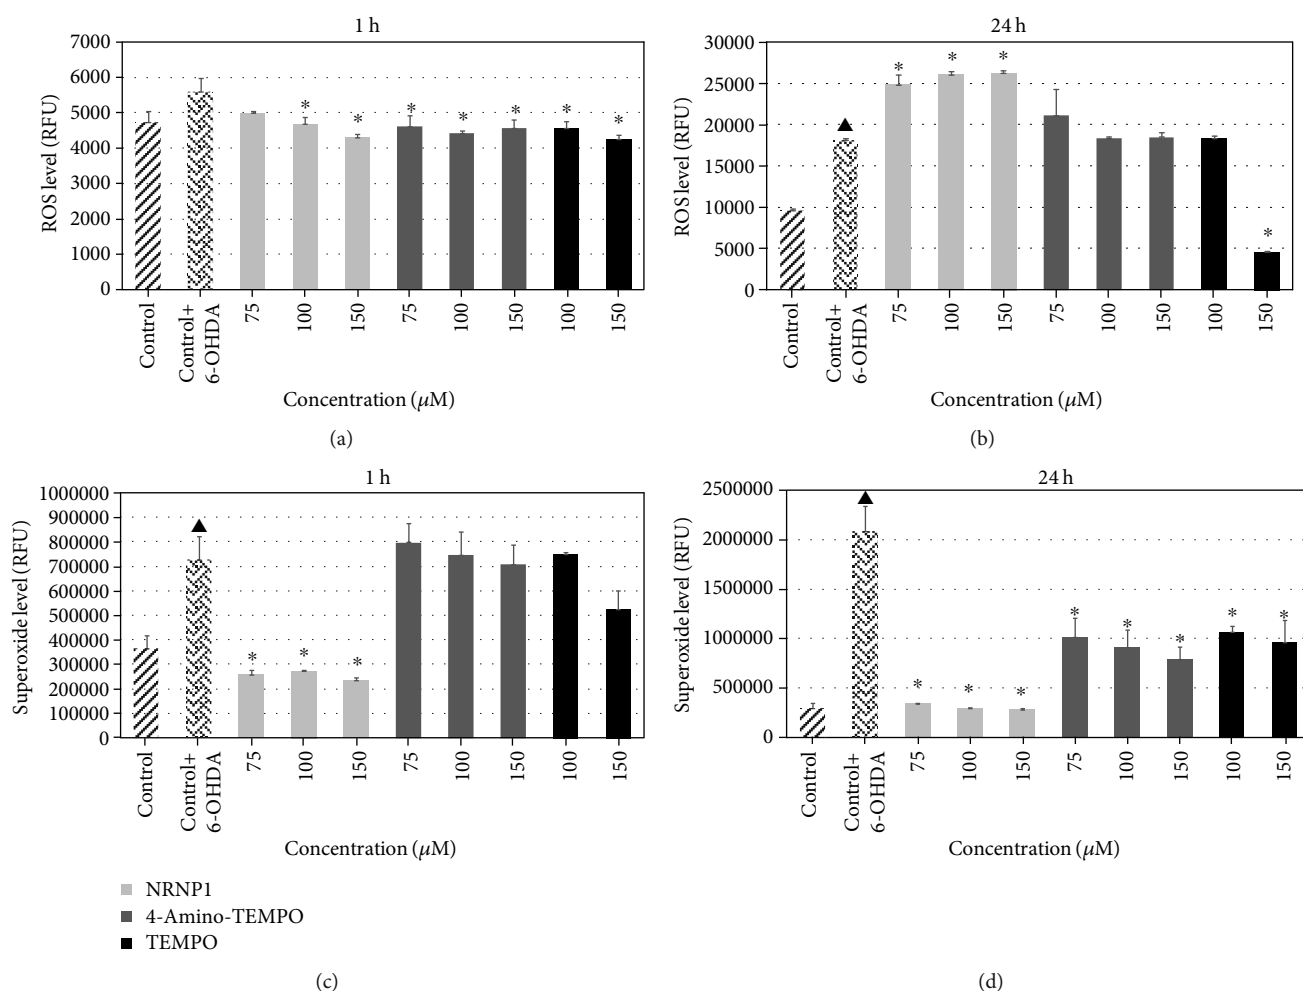 1 h
7000
6000
5000
4000
3000
2000
1000
0
ROS level (RFU)
* * * * * * *
Control
Control+
6-OHDA
75
100
150
75
100
150
100
150
Concentration (μM)
(a)
24 h
30000
25000
20000
15000
10000
5000
0
ROS level (RFU)
▲ * * * *
Control
Control+
6-OHDA
75
100
150
75
100
150
100
150
Concentration (μM)
(b)
1 h
1000000
900000
800000
700000
600000
500000
400000
300000
200000
100000
0
Superoxide level (RFU)
▲ * * *
Control
Control+
6-OHDA
75
100
150
75
100
150
100
150
Concentration (μM)
NRNP1
4-Amino-TEMPO
TEMPO
(c)
24 h
2500000
2000000
1500000
1000000
500000
0
Superoxide level (RFU)
▲ * * * * * * * *
Control
Control+
6-OHDA
75
100
150
75
100
150
100
150
Concentration (μM)
(d)